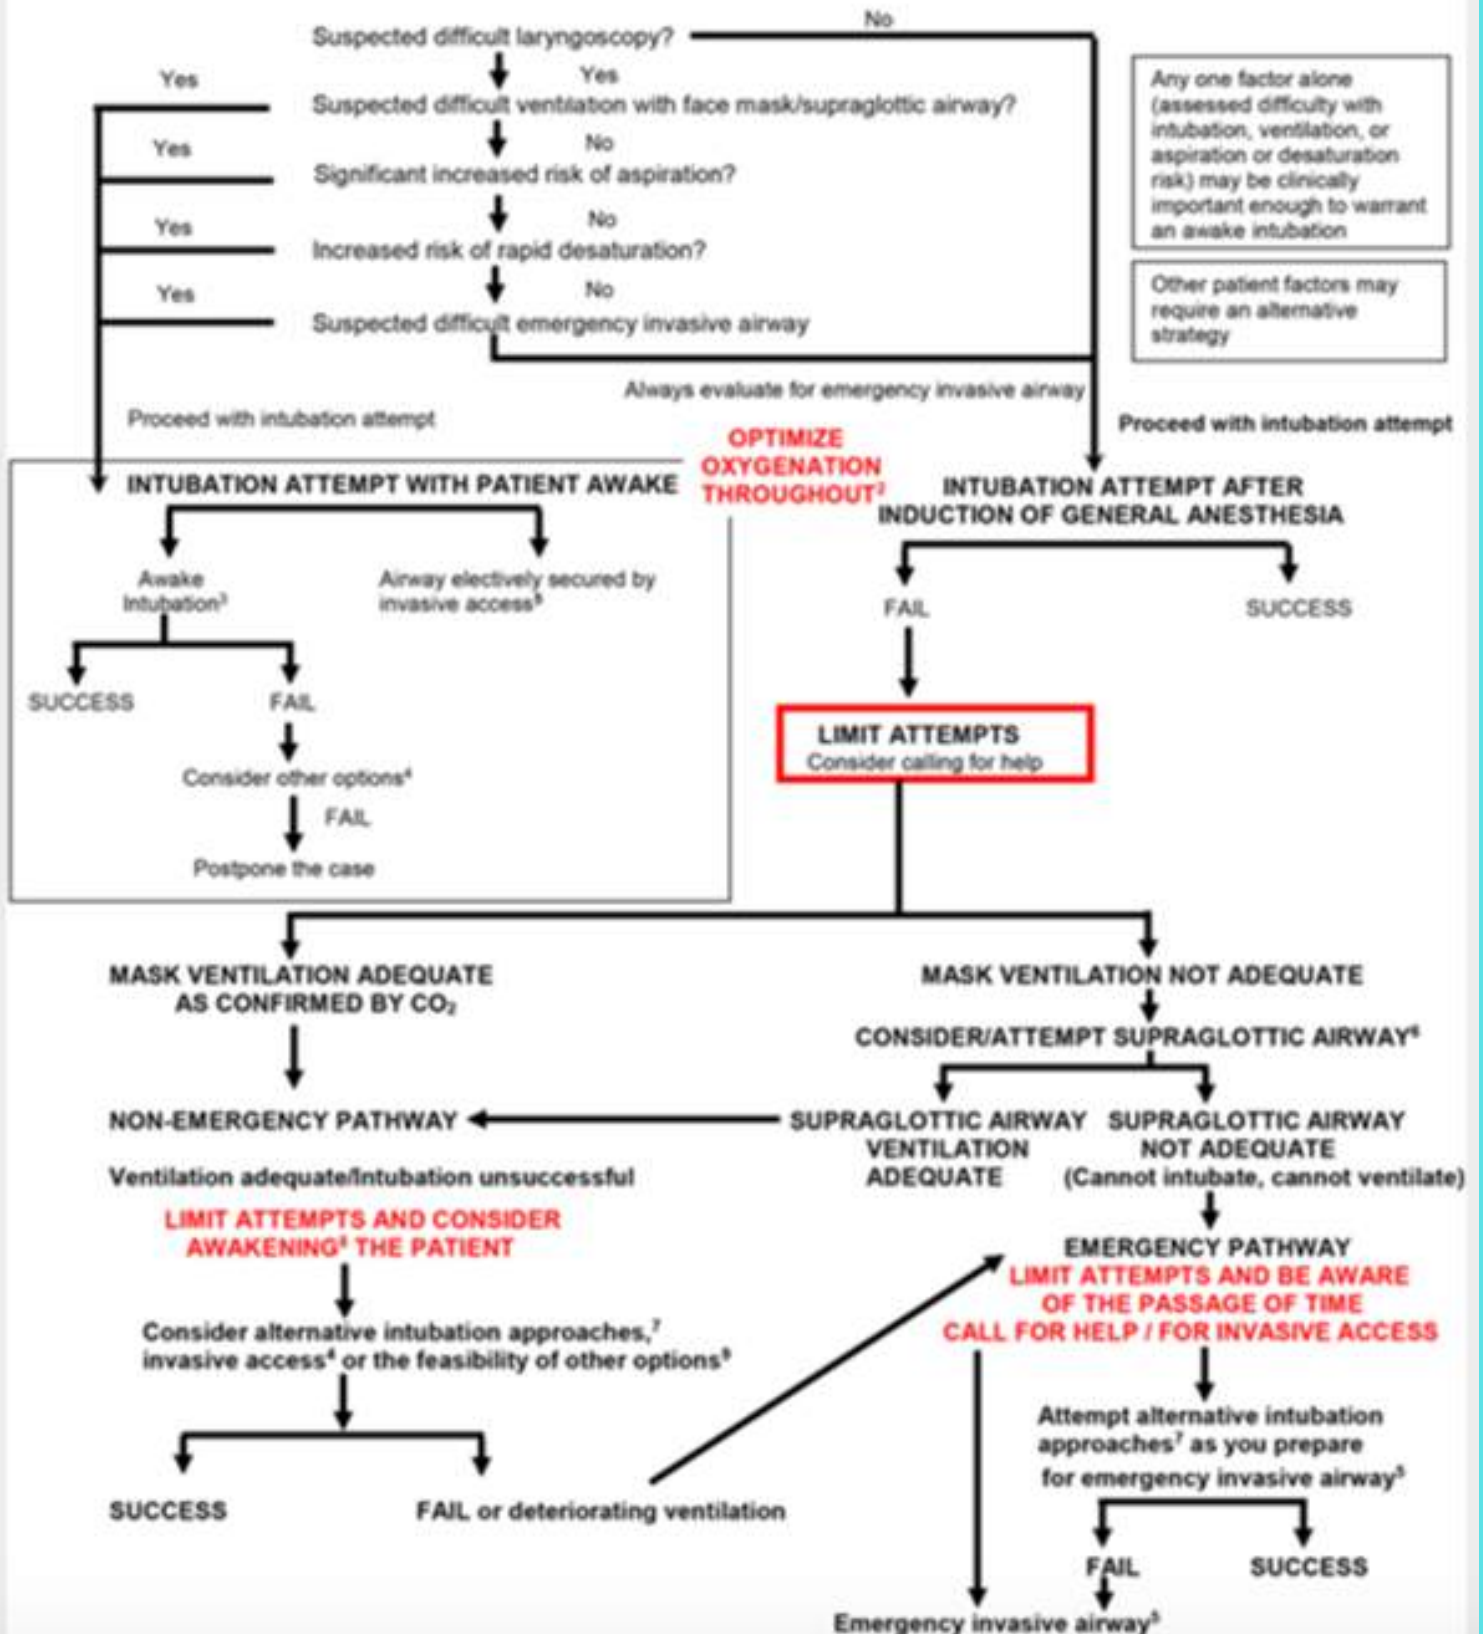 No
Suspected difficult laryngoscopy?
Yes
Yes
Suspected difficult ventilation with face mask/supraglottic airway?
Yes
No
Significant increased risk of aspiration?
Yes
No
Increased risk of rapid desaturation?
Yes
No
Suspected difficult emergency invasive airway
Any one factor alone
(assessed difficulty with
intubation, ventilation, or
aspiration or desaturation
risk) may be clinically
important enough to warrant
an awake intubation
Other patient factors may
require an alternative
strategy
Always evaluate for emergency invasive airway
Proceed with intubation attempt
Proceed with intubation attempt
OPTIMIZE
OXYGENATION
THROUGHOUT²
INTUBATION ATTEMPT WITH PATIENT AWAKE
INTUBATION ATTEMPT AFTER
INDUCTION OF GENERAL ANESTHESIA
Awake
Intubation³
Airway electively secured by
invasive access⁵
FAIL
SUCCESS
SUCCESS
FAIL
LIMIT ATTEMPTS
Consider calling for help
Consider other options⁴
FAIL
Postpone the case
MASK VENTILATION ADEQUATE
AS CONFIRMED BY CO₂
MASK VENTILATION NOT ADEQUATE
CONSIDER/ATTEMPT SUPRAGLOTTIC AIRWAY⁶
NON-EMERGENCY PATHWAY
SUPRAGLOTTIC AIRWAY
VENTILATION
ADEQUATE
SUPRAGLOTTIC AIRWAY
NOT ADEQUATE
(Cannot intubate, cannot ventilate)
Ventilation adequate/Intubation unsuccessful
LIMIT ATTEMPTS AND CONSIDER
AWAKENING⁸ THE PATIENT
EMERGENCY PATHWAY
LIMIT ATTEMPTS AND BE AWARE
OF THE PASSAGE OF TIME
CALL FOR HELP / FOR INVASIVE ACCESS
Consider alternative intubation approaches,⁷
invasive access⁴ or the feasibility of other options⁹
Attempt alternative intubation
approaches⁷ as you prepare
for emergency invasive airway⁵
SUCCESS
FAIL or deteriorating ventilation
FAIL
SUCCESS
Emergency invasive airway⁵